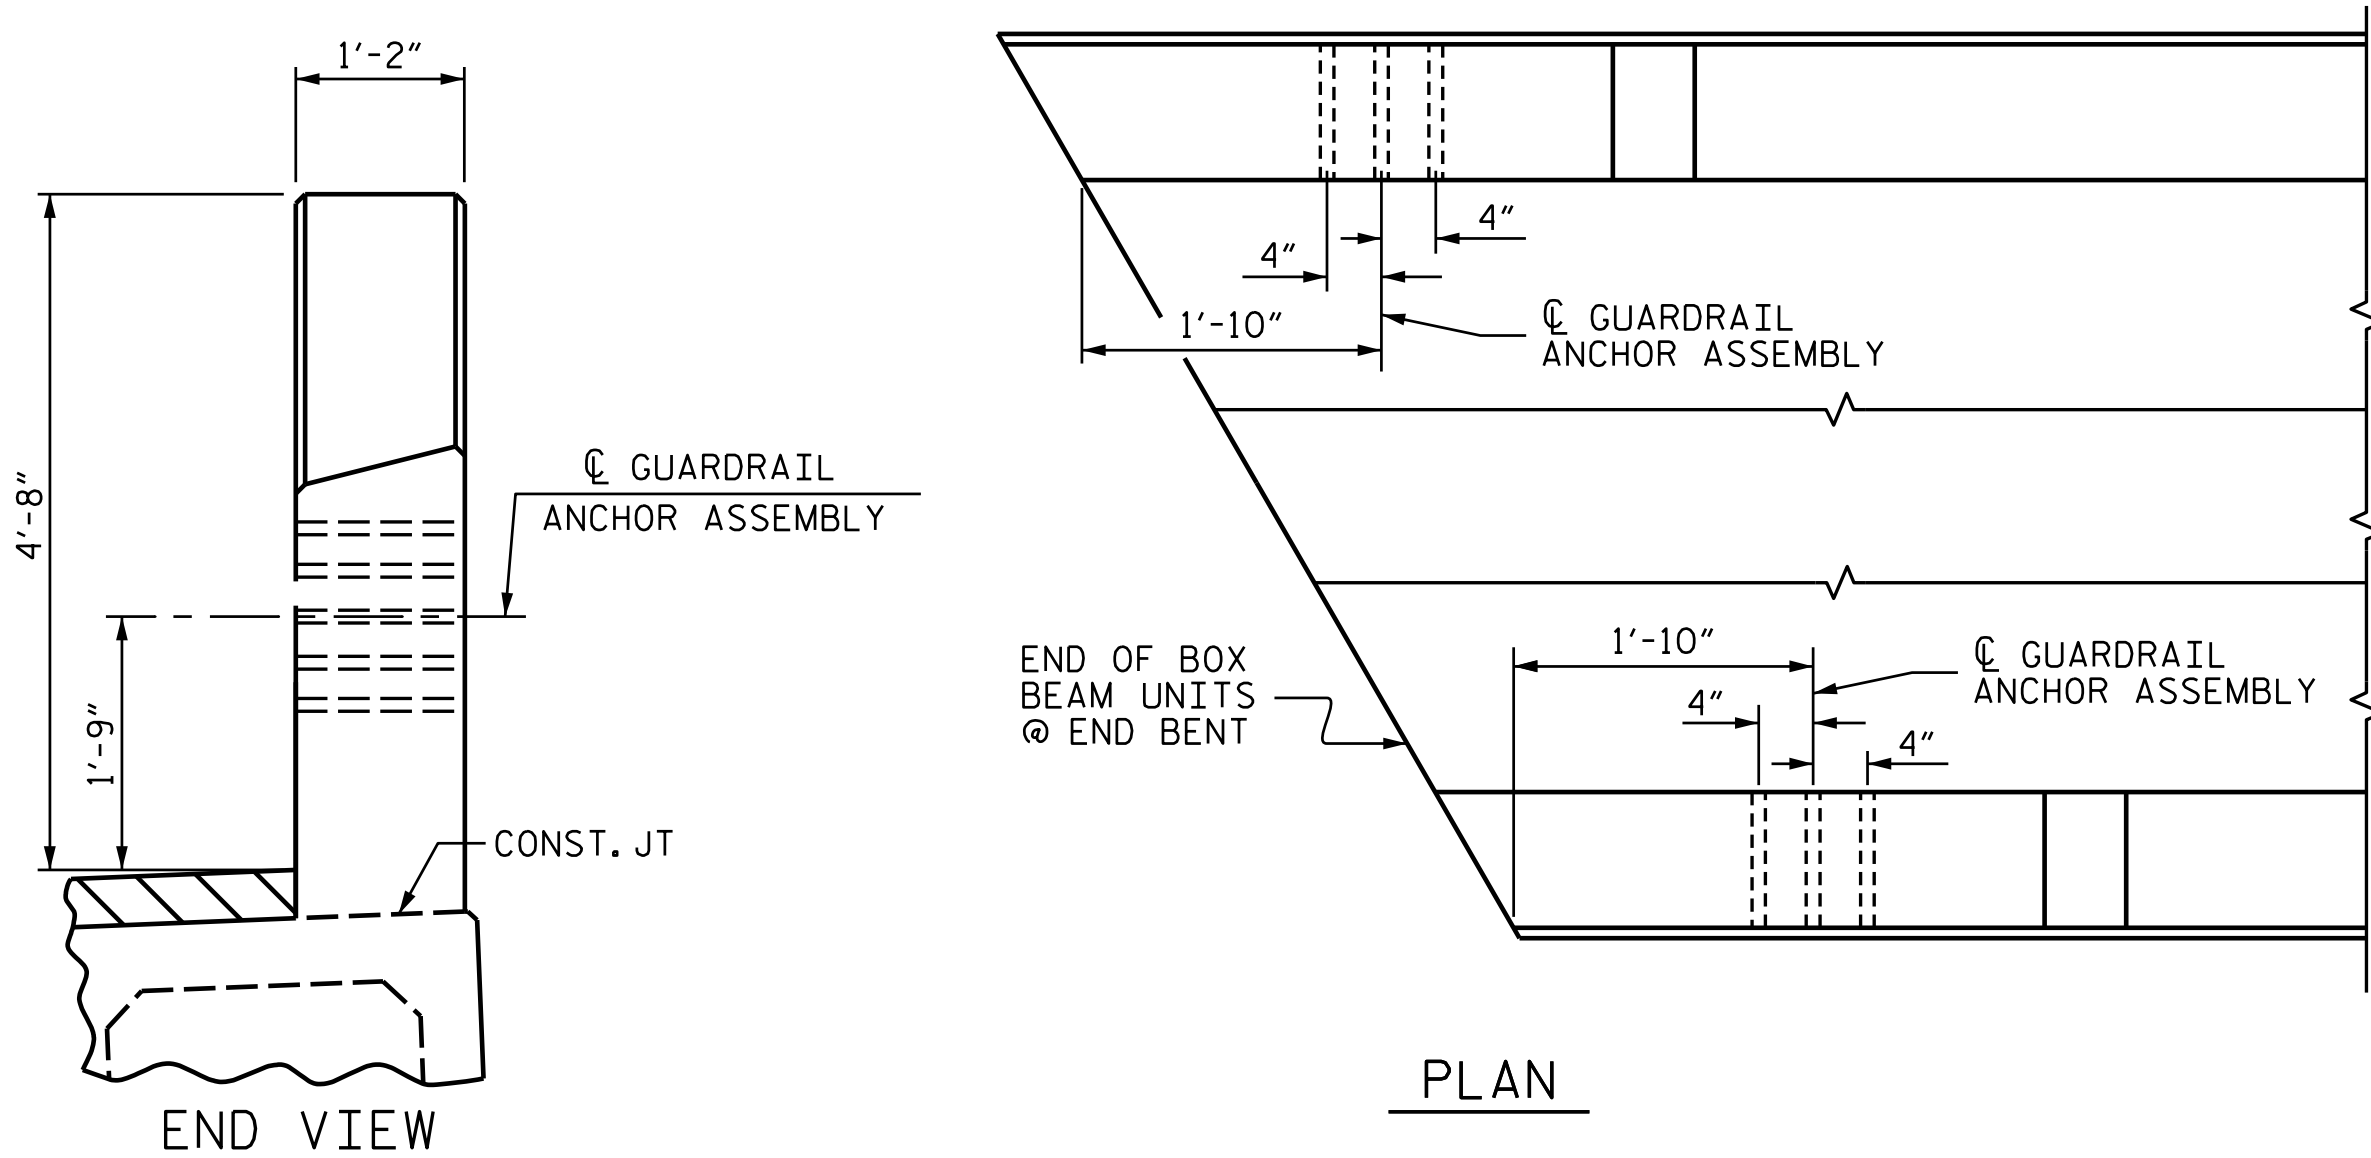 1'-2"
4'-8"
℄ GUARDRAIL
ANCHOR ASSEMBLY
1'-9"
CONST. JT
END VIEW
4"
4"
1'-10"
℄ GUARDRAIL
ANCHOR ASSEMBLY
END OF BOX
BEAM UNITS
@ END BENT
1'-10"
℄ GUARDRAIL
ANCHOR ASSEMBLY
4"
4"
PLAN